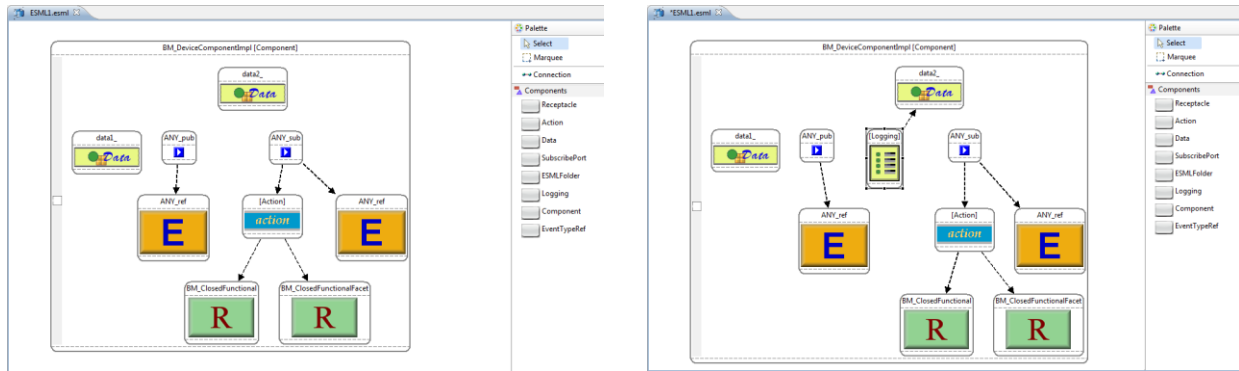 ESML1.esml
BM_DeviceComponentImpl [Component]
data2_
Data
data1_
Data
ANY_pub
ANY_sub
ANY_ref
E
[Action]
action
ANY_ref
E
BM_ClosedFunctional
R
BM_ClosedFunctionalFacet
R
Palette
Select
Marquee
Connection
Components
Receptacle
Action
Data
SubscribePort
ESMLFolder
Logging
Component
EventTypeRef
*ESML1.esml
BM_DeviceComponentImpl [Component]
data2_
Data
data1_
Data
ANY_pub
[Logging]
ANY_sub
ANY_ref
E
[Action]
action
ANY_ref
E
BM_ClosedFunctional
R
BM_ClosedFunctionalFacet
R
Palette
Select
Marquee
Connection
Components
Receptacle
Action
Data
SubscribePort
ESMLFolder
Logging
Component
EventTypeRef